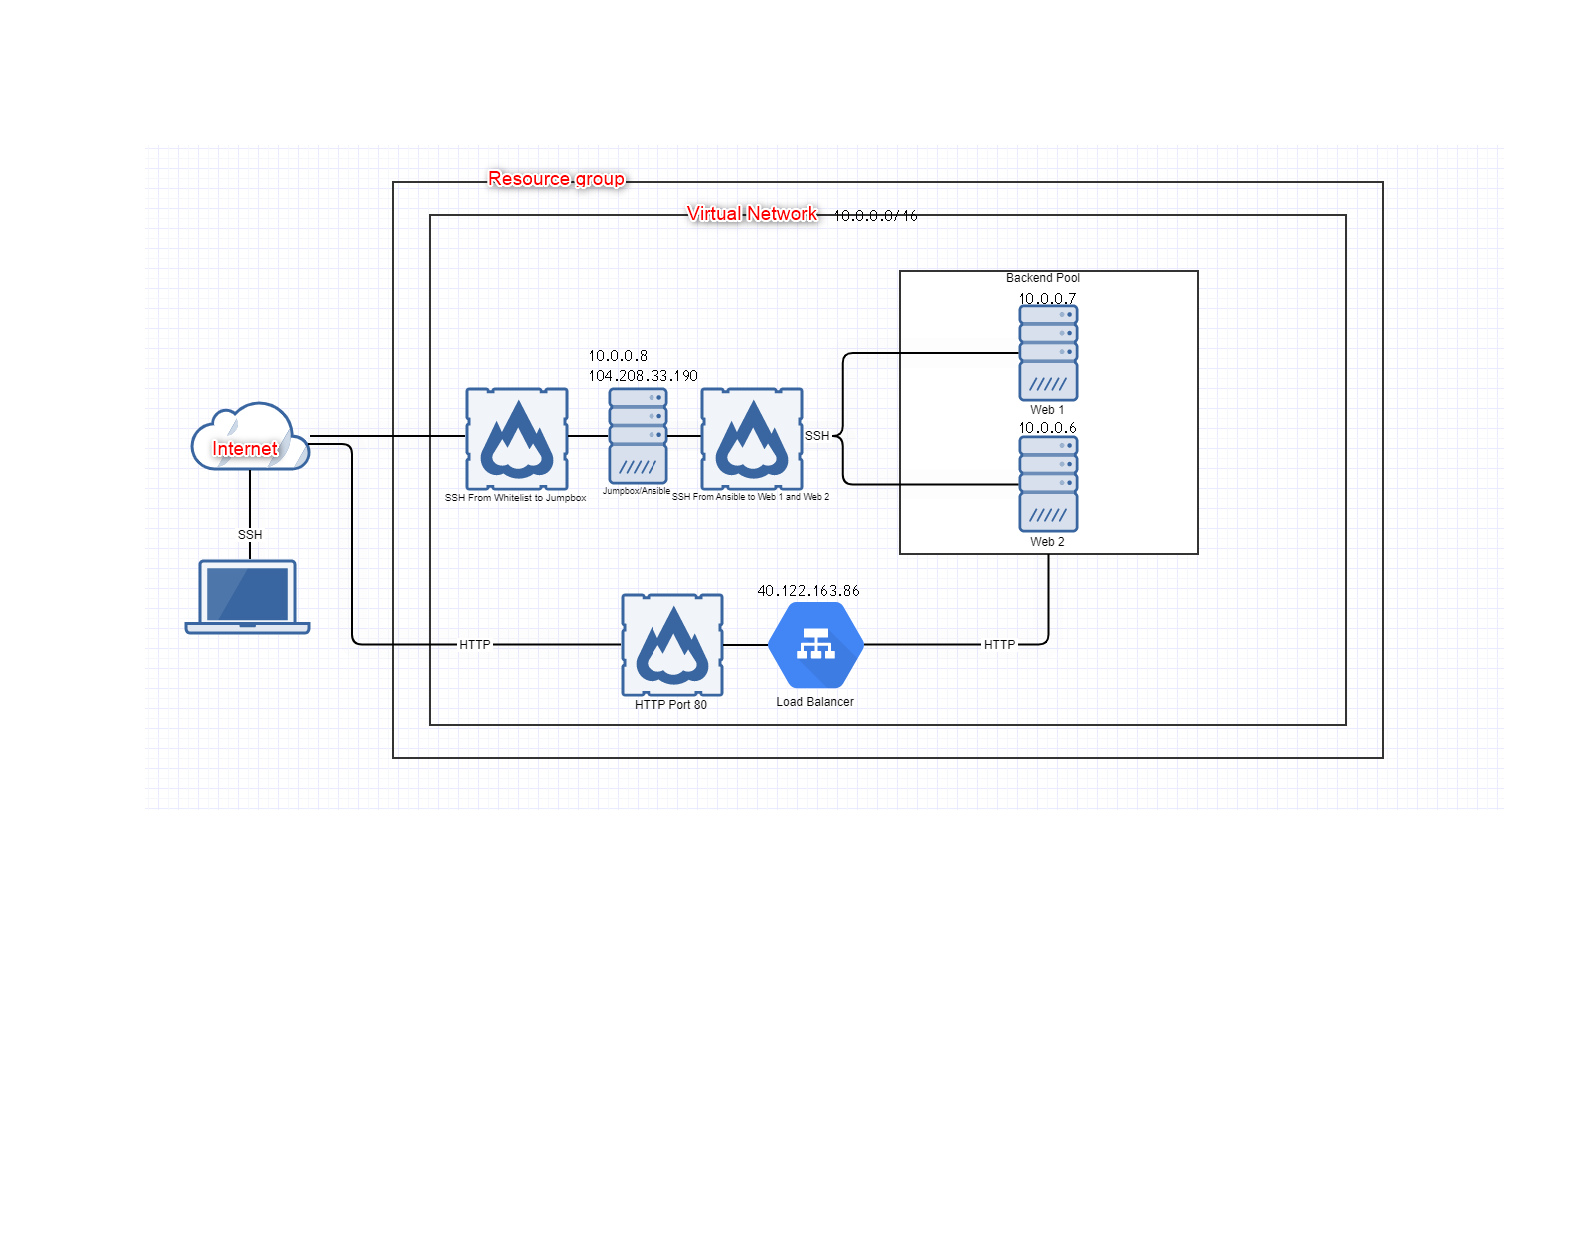 Resource group
Virtual Network 10.0.0.0/16
Backend Pool
10.0.0.7
Web 1
10.0.0.6
Web 2
10.0.0.8
104.208.33.190
SSH
Internet
SSH From Whitelist to Jumpbox
Jumpbox/Ansible
SSH From Ansible to Web 1 and Web 2
SSH
40.122.163.86
HTTP
HTTP
HTTP Port 80
Load Balancer